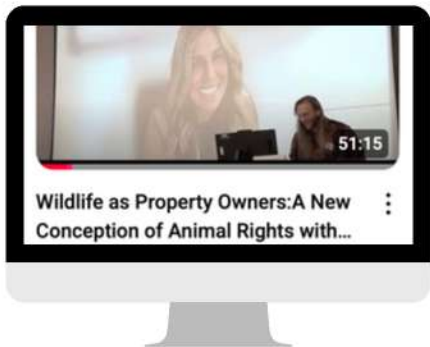 51:15
Wildlife as Property Owners:A New
Conception of Animal Rights with...